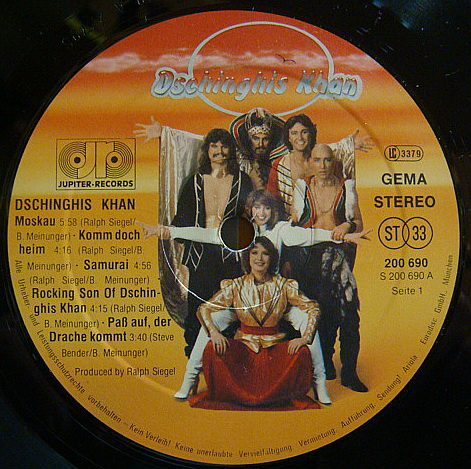 Dschinghis Khan
JUPITER-RECORDS
DSCHINGHIS KHAN
Moskau 5:58 (Ralph Siegel/
B. Meinunger) · Komm doch
heim 4:16 (Ralph Siegel/B.
Meinunger) · Samurai 4:56
(Ralph Siegel/B. Meinunger)
Rocking Son Of Dschin-
ghis Khan 4:15 (Ralph Siegel/
B. Meinunger) · Paß auf, der
Drache kommt 3:40 (Steve
Bender/B. Meinunger)
Produced by Ralph Siegel
LC 3379
GEMA
STEREO
ST 33
200 690
S 200 690 A
Seite 1
Alle Urheber- und Leistungsschutzrechte vorbehalten – Kein Verleih! Keine unerlaubte Vervielfältigung, Vermietung, Aufführung, Sendung! Ariola – Eurodisc GmbH, München